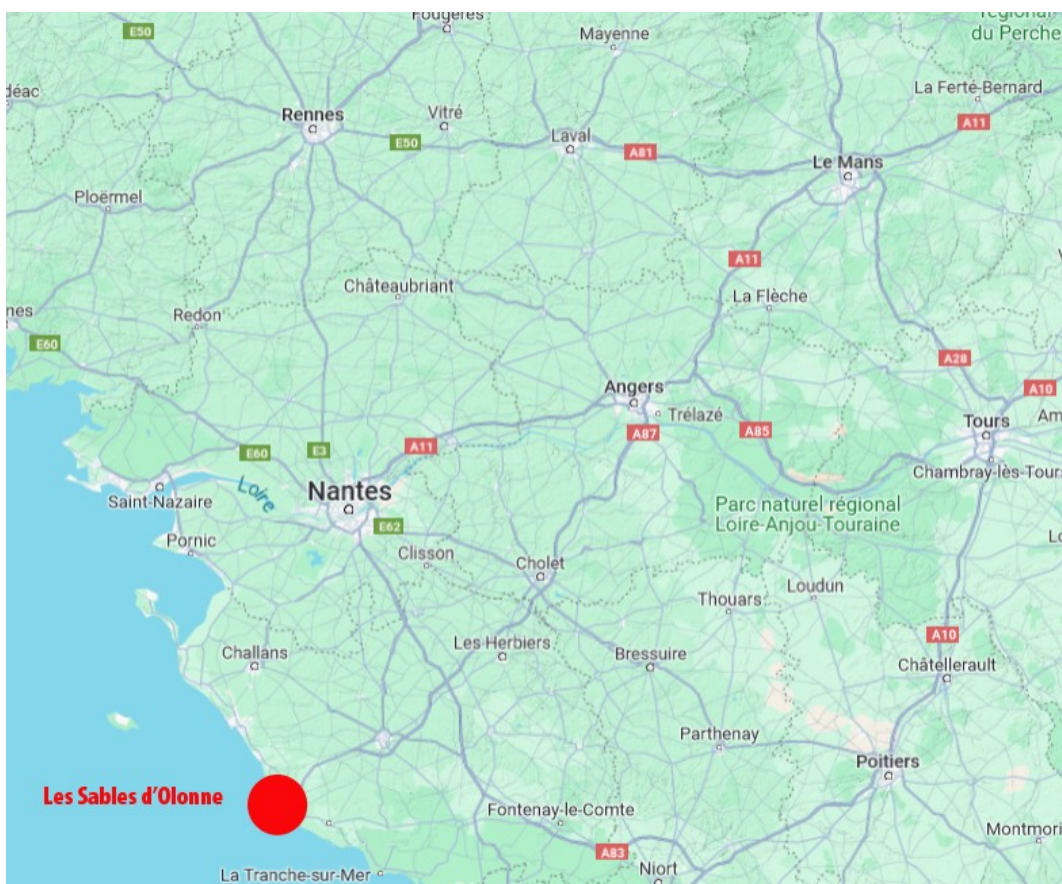 Fougères
régional
du Perche
E50
Mayenne
La Ferté-Bernard
déac
Rennes
Vitré
A11
E50
Laval
A81
Le Mans
Ploërmel
A11
Châteaubriant
La Flèche
nes
Redon
E60
A28
Angers
A10
Trélazé
Tours
Am
A11
A87
A85
E60
E3
Chambray-lès-Tours
Saint-Nazaire
Loire
Nantes
Parc naturel régional
Loire-Anjou-Touraine
E62
Pornic
Clisson
Cholet
Lo
Loudun
Thouars
A10
Challans
Les Herbiers
Bressuire
Châtellerault
Parthenay
Poitiers
Les Sables d'Olonne
Fontenay-le-Comte
Montmori
A83
La Tranche-sur-Mer
Niort